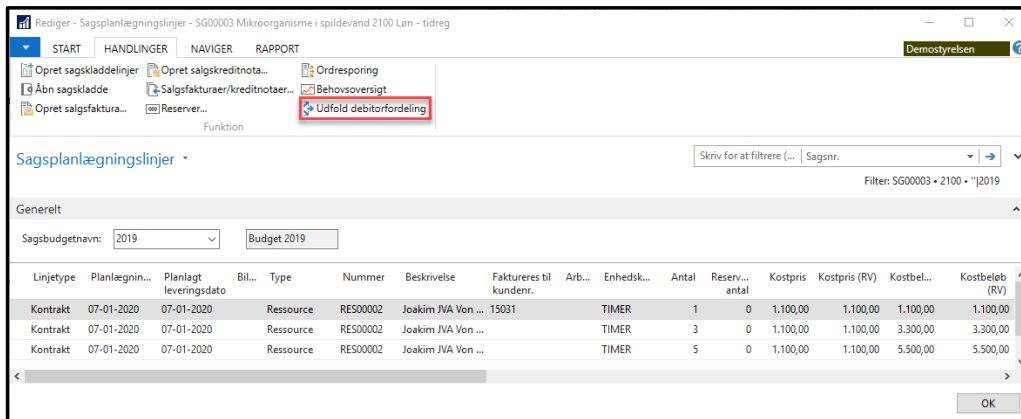 Rediger - Sagsplanlægningslinjer - SG00003 Mikroorganisme i spildevand 2100 Løn - tidreg
START HANDLINGER NAVIGER RAPPORT Demostyrelsen
Opret sagskladdelinjer Opret salgskreditnota... Ordresporing
Åbn sagskladde Salgsfakturaer/kreditnotaer... Behovsoversigt
Opret salgsfaktura... Reserver... Udfold debitorfordeling
Funktion
Sagsplanlægningslinjer Skriv for at filtrere (... Sagsnr.
Filter: SG00003 • 2100 • ''|2019
Generelt
Sagsbudgetnavn: 2019 Budget 2019
Linjetype Planlægnin... Planlagt leveringsdato Bil... Type Nummer Beskrivelse Faktureres til kundenr. Arb... Enhedsk... Antal Reserv... antal Kostpris Kostpris (RV) Kostbel... Kostbeløb (RV)
Kontrakt 07-01-2020 07-01-2020 Ressource RES00002 Joakim JVA Von ... 15031 TIMER 1 0 1.100,00 1.100,00 1.100,00 1.100,00
Kontrakt 07-01-2020 07-01-2020 Ressource RES00002 Joakim JVA Von ... TIMER 3 0 1.100,00 1.100,00 3.300,00 3.300,00
Kontrakt 07-01-2020 07-01-2020 Ressource RES00002 Joakim JVA Von ... TIMER 5 0 1.100,00 1.100,00 5.500,00 5.500,00
OK